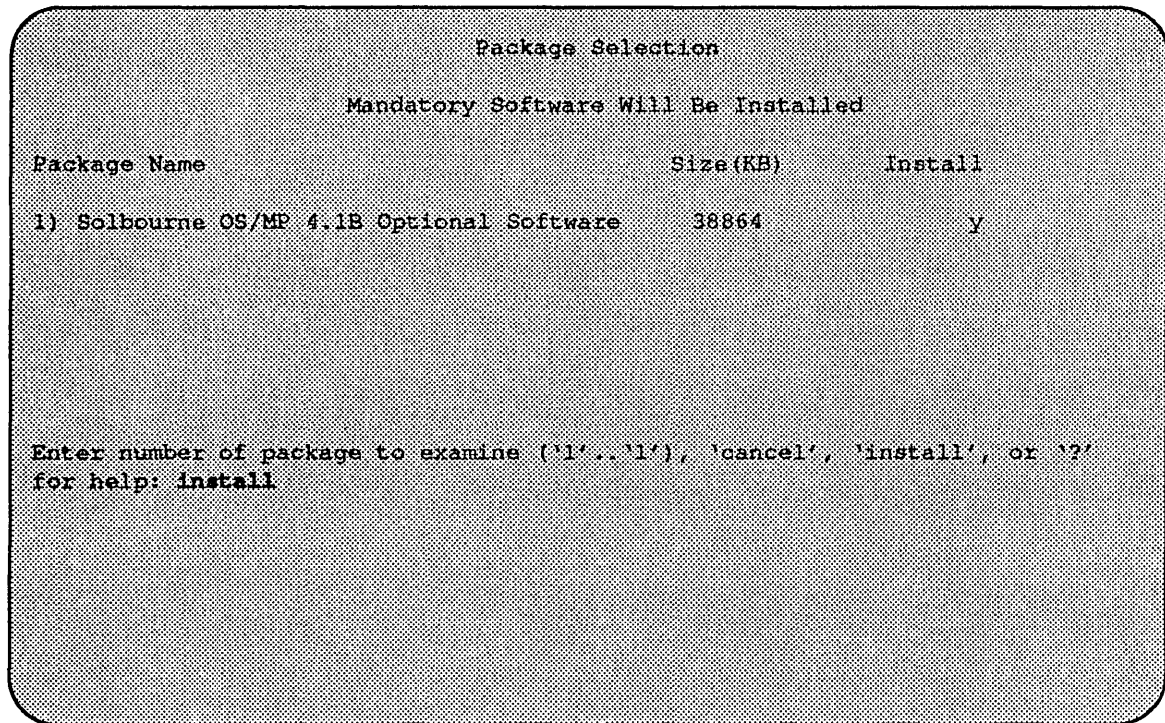 Package Selection
Mandatory Software Will Be Installed
Package Name Size(KB) Install
1) Solbourne OS/MP 4.1B Optional Software 38864 y
Enter number of package to examine ('1'..'1'), 'cancel', 'install', or '?'
for help: install